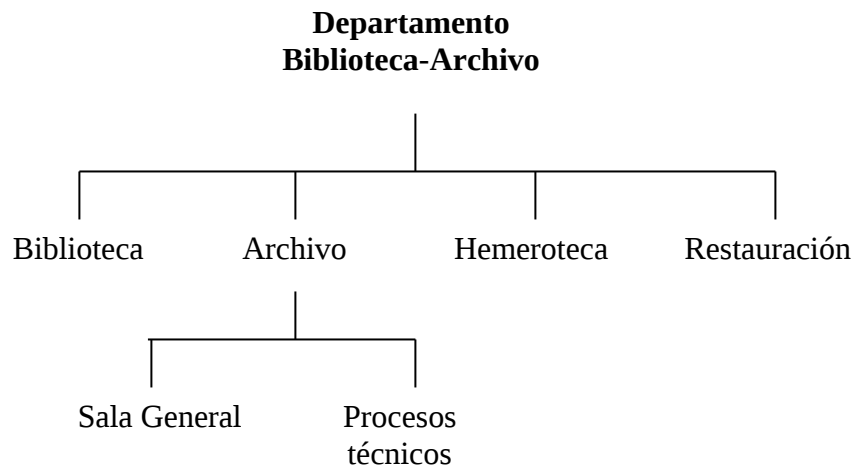 Departamento
Biblioteca-Archivo
Biblioteca
Archivo
Hemeroteca
Restauración
Sala General
Procesos
técnicos